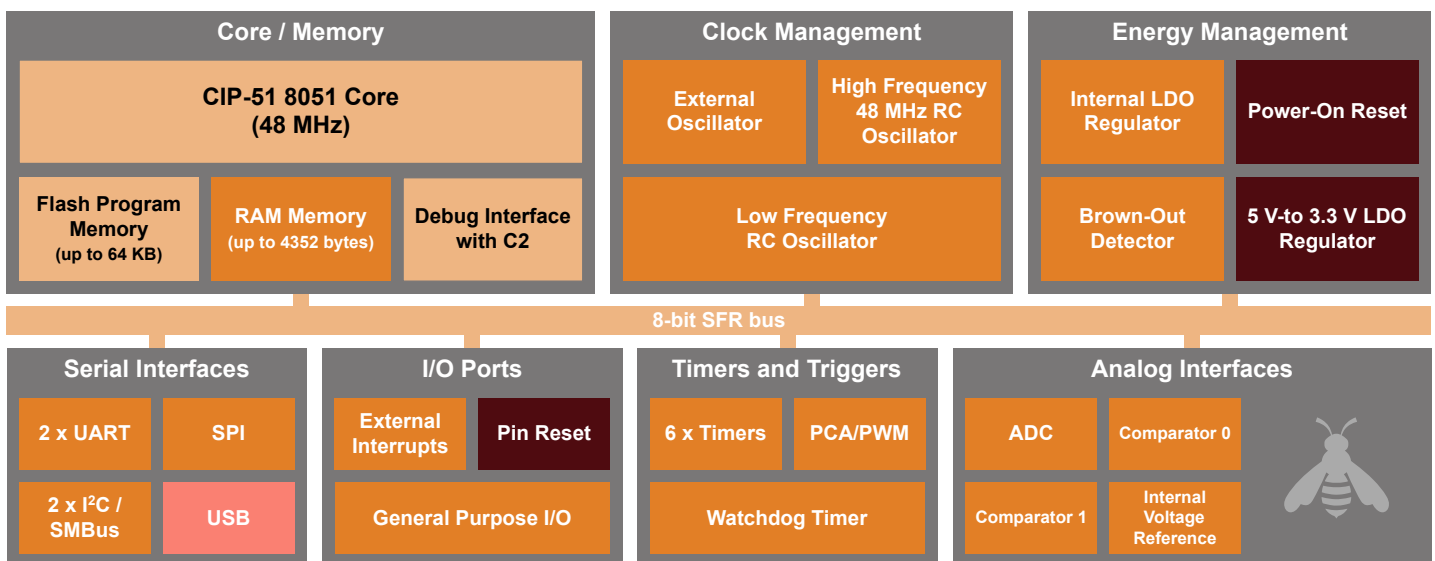 Core / Memory
CIP-51 8051 Core
(48 MHz)
Flash Program
Memory
(up to 64 KB)
RAM Memory
(up to 4352 bytes)
Debug Interface
with C2
Clock Management
External
Oscillator
High Frequency
48 MHz RC
Oscillator
Low Frequency
RC Oscillator
Energy Management
Internal LDO
Regulator
Power-On Reset
Brown-Out
Detector
5 V-to 3.3 V LDO
Regulator
8-bit SFR bus
Serial Interfaces
2 x UART
SPI
2 x I²C /
SMBus
USB
I/O Ports
External
Interrupts
Pin Reset
General Purpose I/O
Timers and Triggers
6 x Timers
PCA/PWM
Watchdog Timer
Analog Interfaces
ADC
Comparator 0
Comparator 1
Internal
Voltage
Reference